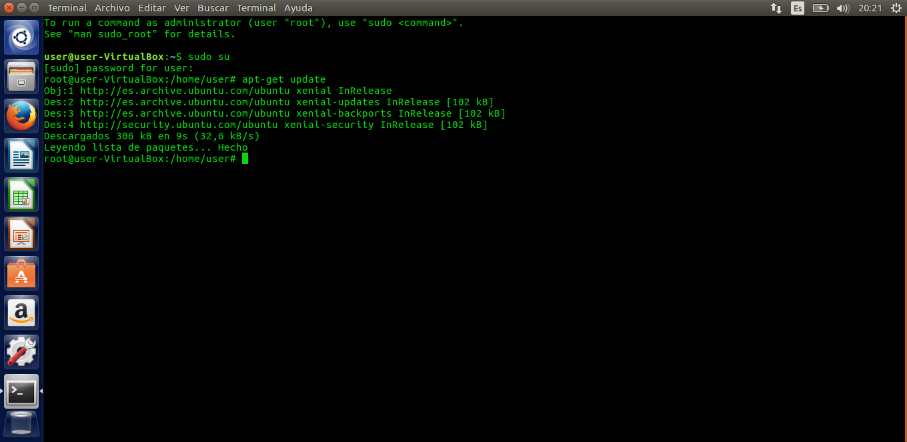 Terminal Archivo Editar Ver Buscar Terminal Ayuda Es 20:21
To run a command as administrator (user "root"), use "sudo <command>".
See "man sudo_root" for details.
user@user-VirtualBox:~$ sudo su
[sudo] password for user:
root@user-VirtualBox:/home/user# apt-get update
Obj:1 http://es.archive.ubuntu.com/ubuntu xenial InRelease
Des:2 http://es.archive.ubuntu.com/ubuntu xenial-updates InRelease [102 kB]
Des:3 http://es.archive.ubuntu.com/ubuntu xenial-backports InRelease [102 kB]
Des:4 http://security.ubuntu.com/ubuntu xenial-security InRelease [102 kB]
Descargados 306 kB en 9s (32,6 kB/s)
Leyendo lista de paquetes... Hecho
root@user-VirtualBox:/home/user#